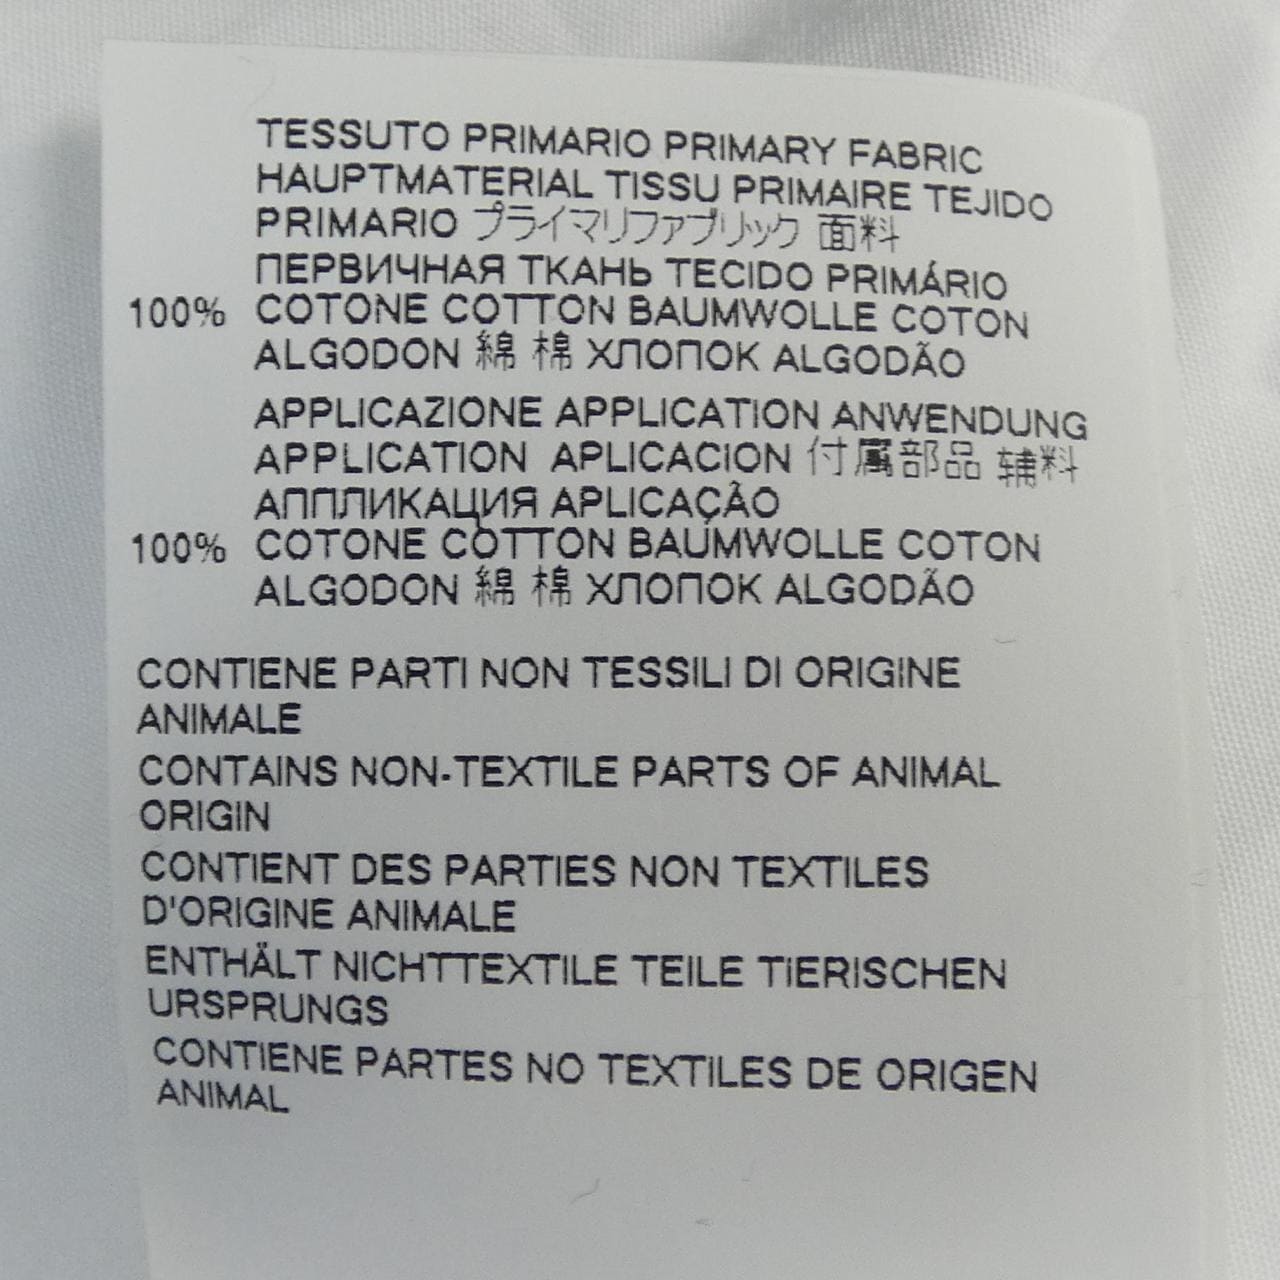 TESSUTO PRIMARIO PRIMARY FABRIC
HAUPTMATERIAL TISSU PRIMAIRE TEJIDO
PRIMARIO プライマリファブリック 面料
ПЕРВИЧНАЯ ТКАНЬ TECIDO PRIMÁRIO
100% COTONE COTTON BAUMWOLLE COTON
ALGODON 綿 棉 ХЛОПОК ALGODÃO
APPLICAZIONE APPLICATION ANWENDUNG
APPLICATION APLICACION 付属部品 辅料
АППЛИКАЦИЯ APLICAÇÃO
100% COTONE COTTON BAUMWOLLE COTON
ALGODON 綿 棉 ХЛОПОК ALGODÃO
CONTIENE PARTI NON TESSILI DI ORIGINE
ANIMALE
CONTAINS NON-TEXTILE PARTS OF ANIMAL
ORIGIN
CONTIENT DES PARTIES NON TEXTILES
D'ORIGINE ANIMALE
ENTHÄLT NICHTTEXTILE TEILE TIERISCHEN
URSPRUNGS
CONTIENE PARTES NO TEXTILES DE ORIGEN
ANIMAL